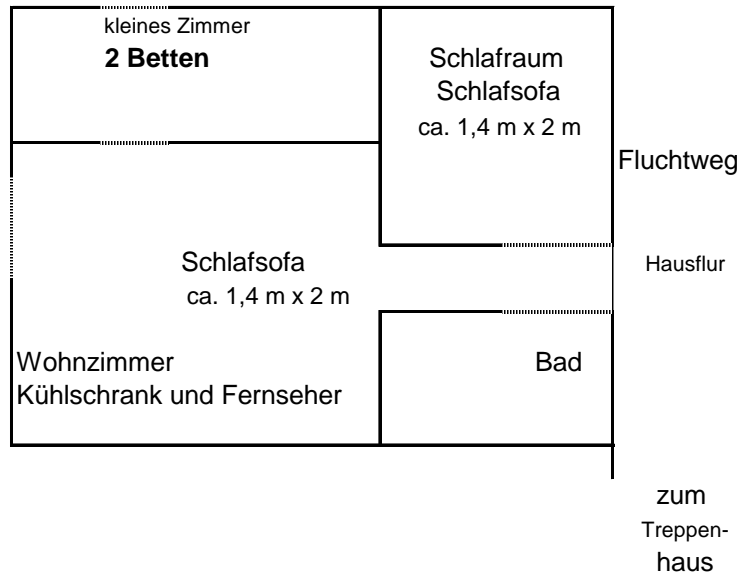 kleines Zimmer
2 Betten
Schlafraum
Schlafsofa
ca. 1,4 m x 2 m
Fluchtweg
Schlafsofa
ca. 1,4 m x 2 m
Hausflur
Wohnzimmer
Kühlschrank und Fernseher
Bad
zum
Treppen-
haus